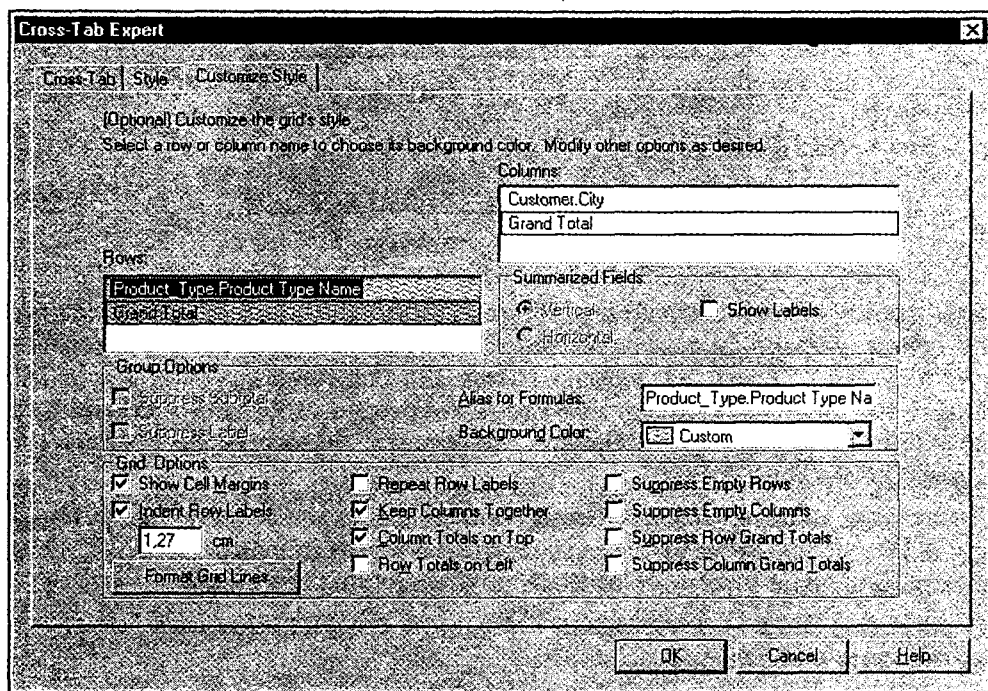 Cross-Tab Expert
Cross-Tab Style Customize Style
(Optional) Customize the grid's style
Select a row or column name to choose its background color. Modify other options as desired.
Columns:
Customer.City
Grand Total
Rows:
Product_Type.Product Type Name
Grand Total
Summarized Fields
Vertical
Show Labels
Horizontal
Group Options
Suppress Subtotal
Alias for Formulas:
Product_Type.Product Type Na
Suppress Label
Background Color:
Custom
Grid Options
Show Cell Margins
Repeat Row Labels
Suppress Empty Rows
Indent Row Labels
Keep Columns Together
Suppress Empty Columns
1,27 cm
Column Totals on Top
Suppress Row Grand Totals
Format Grid Lines
Row Totals on Left
Suppress Column Grand Totals
OK Cancel Help